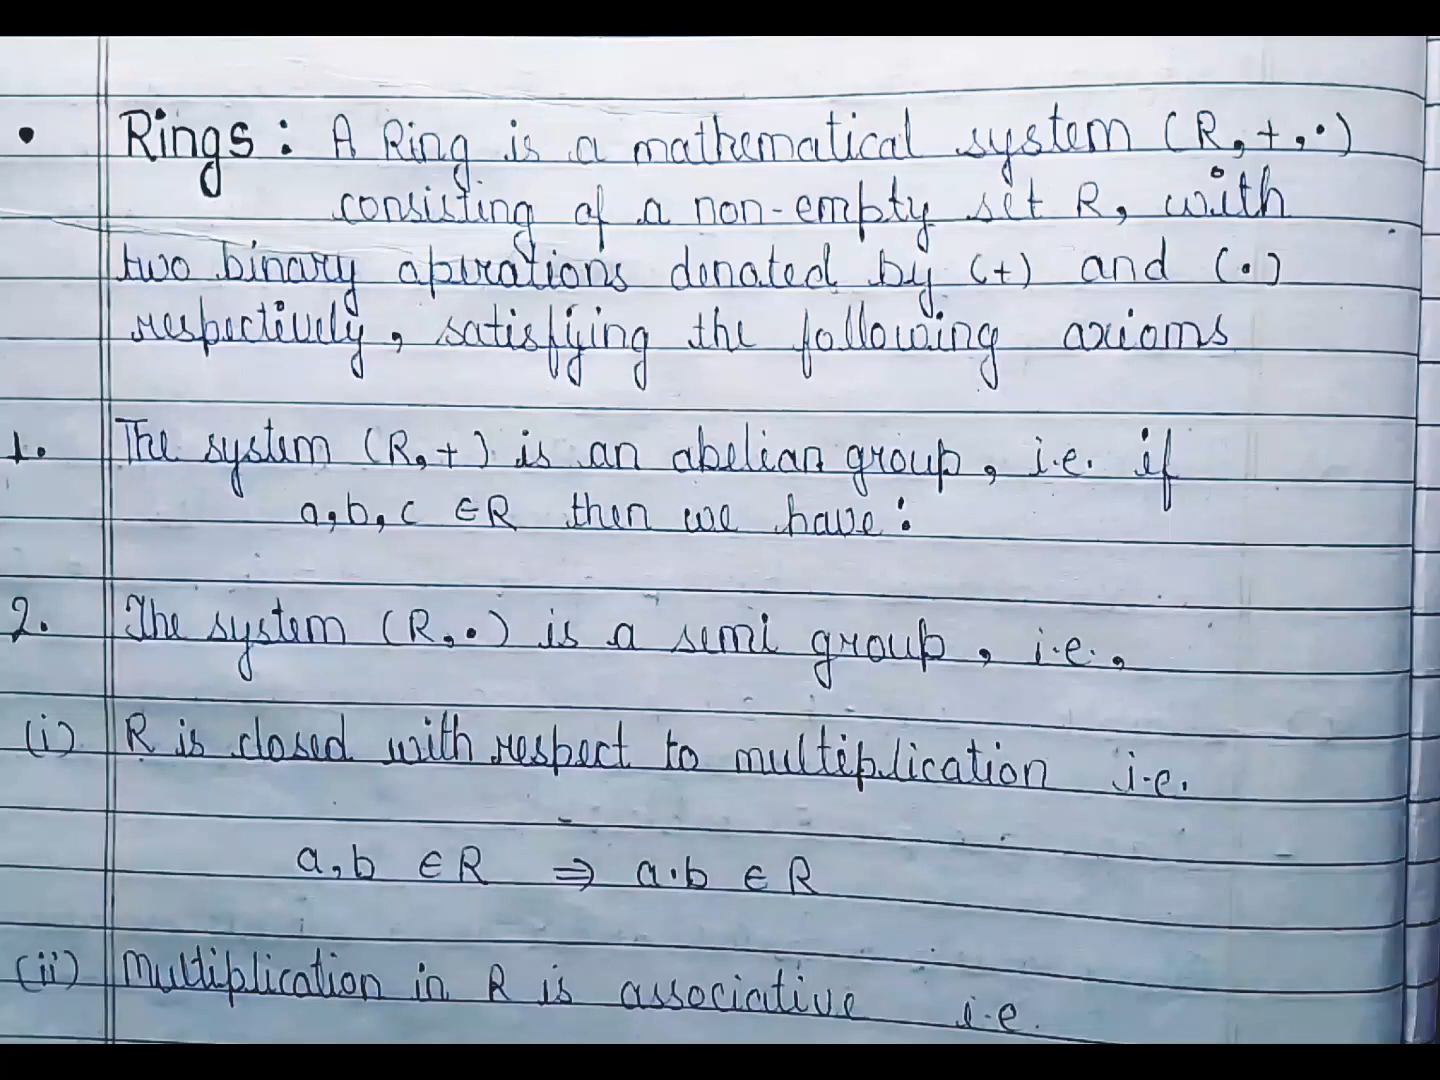 • Rings: A Ring is a mathematical system (R, +, •)
consisting of a non-empty set R, with
two binary operations denoted by (+) and (•)
respectively, satisfying the following axioms
1. The system (R, +) is an abelian group, i.e. if
a, b, c ∈ R then we have:
2. The system (R, •) is a semi group, i.e.,
(i) R is closed with respect to multiplication i.e.
a, b ∈ R ⇒ a·b ∈ R
(ii) Multiplication in R is associative i.e.